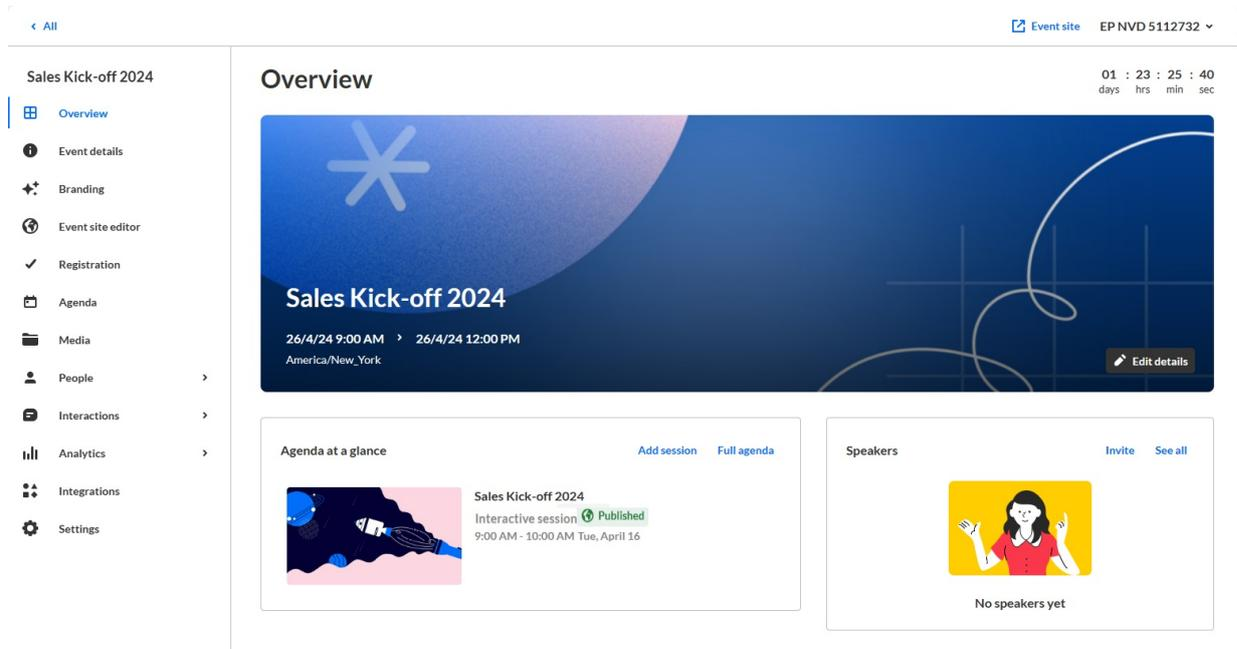 All
Event site
EP NVD 5112732
Sales Kick-off 2024
Overview
Event details
Branding
Event site editor
Registration
Agenda
Media
People
Interactions
Analytics
Integrations
Settings
Overview
01 : 23 : 25 : 40
days hrs min sec
Sales Kick-off 2024
26/4/24 9:00 AM > 26/4/24 12:00 PM
America/New_York
Edit details
Agenda at a glance
Add session
Full agenda
Sales Kick-off 2024
Interactive session Published
9:00 AM - 10:00 AM Tue, April 16
Speakers
Invite
See all
No speakers yet